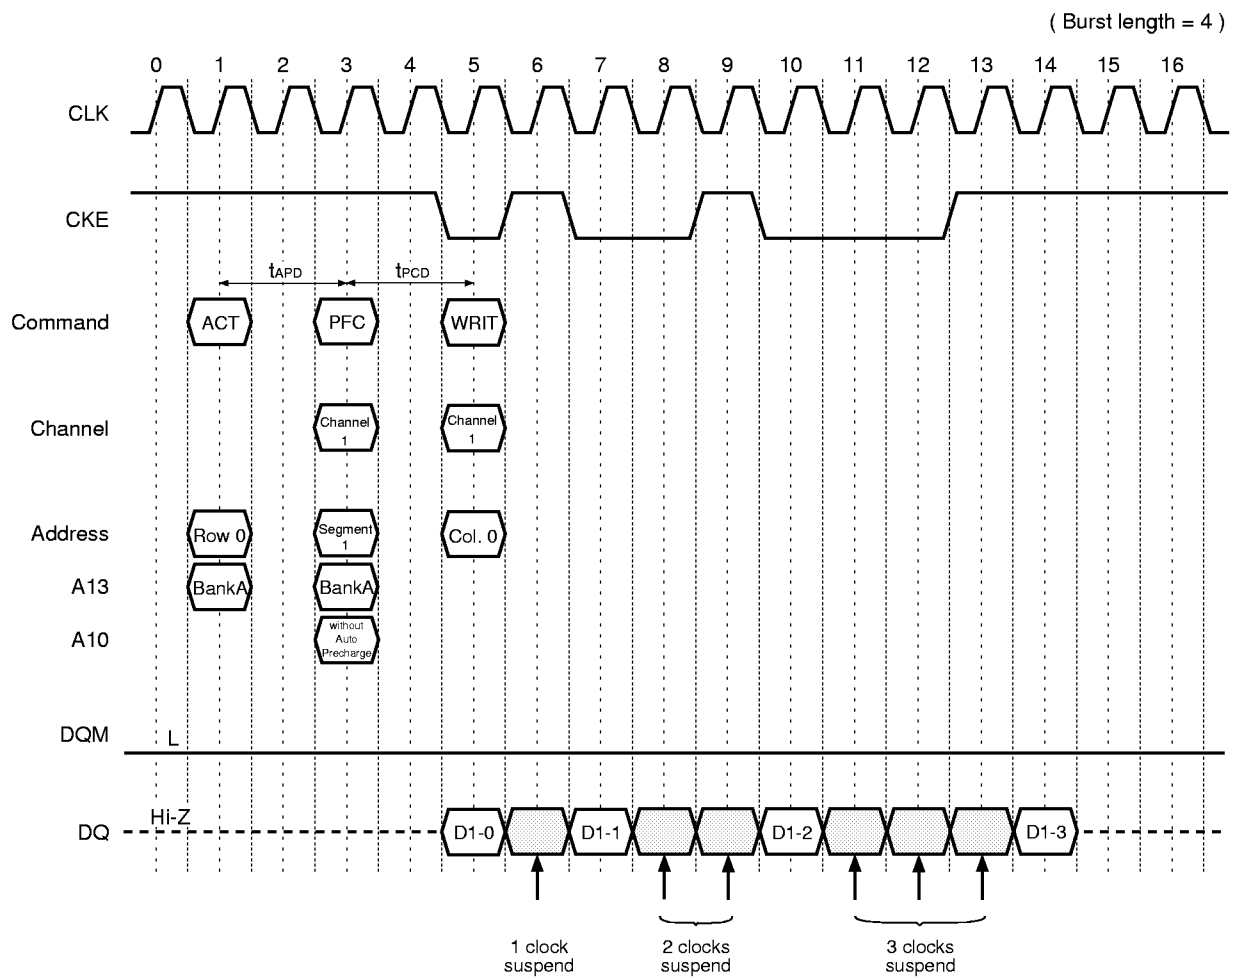 ( Burst length = 4 )
0 1 2 3 4 5 6 7 8 9 10 11 12 13 14 15 16
CLK
CKE
tAPD tPCD
Command ACT PFC WRIT
Channel Channel 1 Channel 1
Address Row 0 Segment 1 Col. 0
A13 BankA BankA
A10 without Auto Precharge
DQM L
Hi-Z
DQ D1-0 D1-1 D1-2 D1-3
1 clock suspend 2 clocks suspend 3 clocks suspend